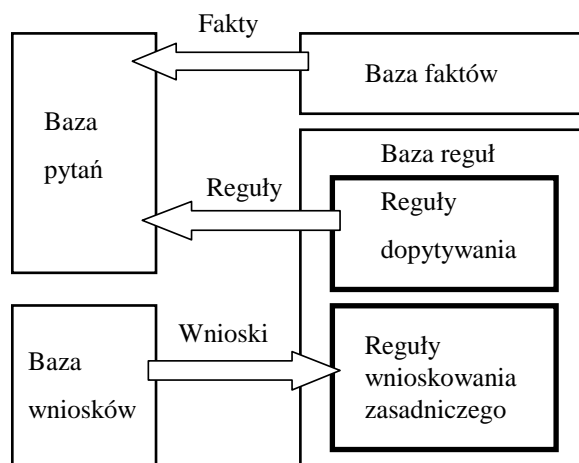 Fakty
Baza faktów
Baza
pytań
Baza reguł
Reguły
Reguły
dopytywania
Wnioski
Baza
wniosków
Reguły
wnioskowania
zasadniczego